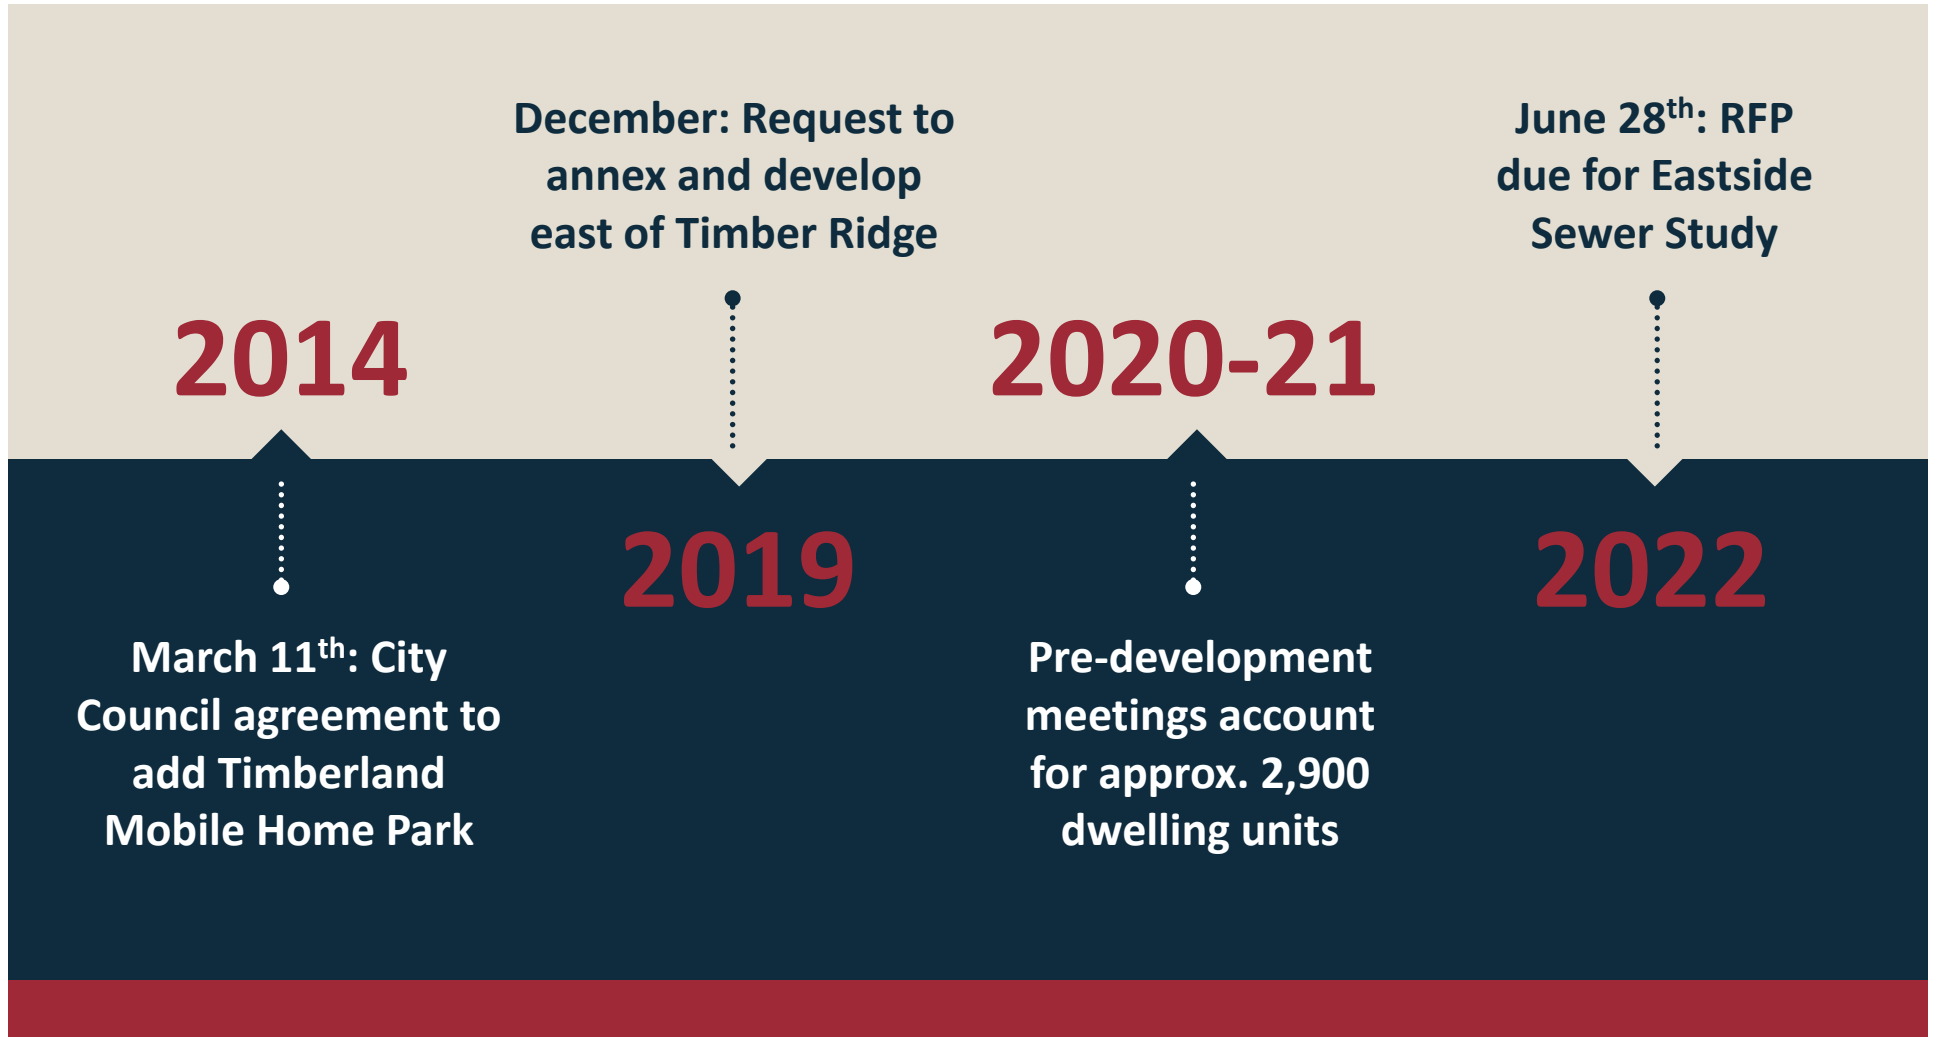 2014
March 11th: City
Council agreement to
add Timberland
Mobile Home Park
December: Request to
annex and develop
east of Timber Ridge
2019
2020-21
Pre-development
meetings account
for approx. 2,900
dwelling units
June 28th: RFP
due for Eastside
Sewer Study
2022